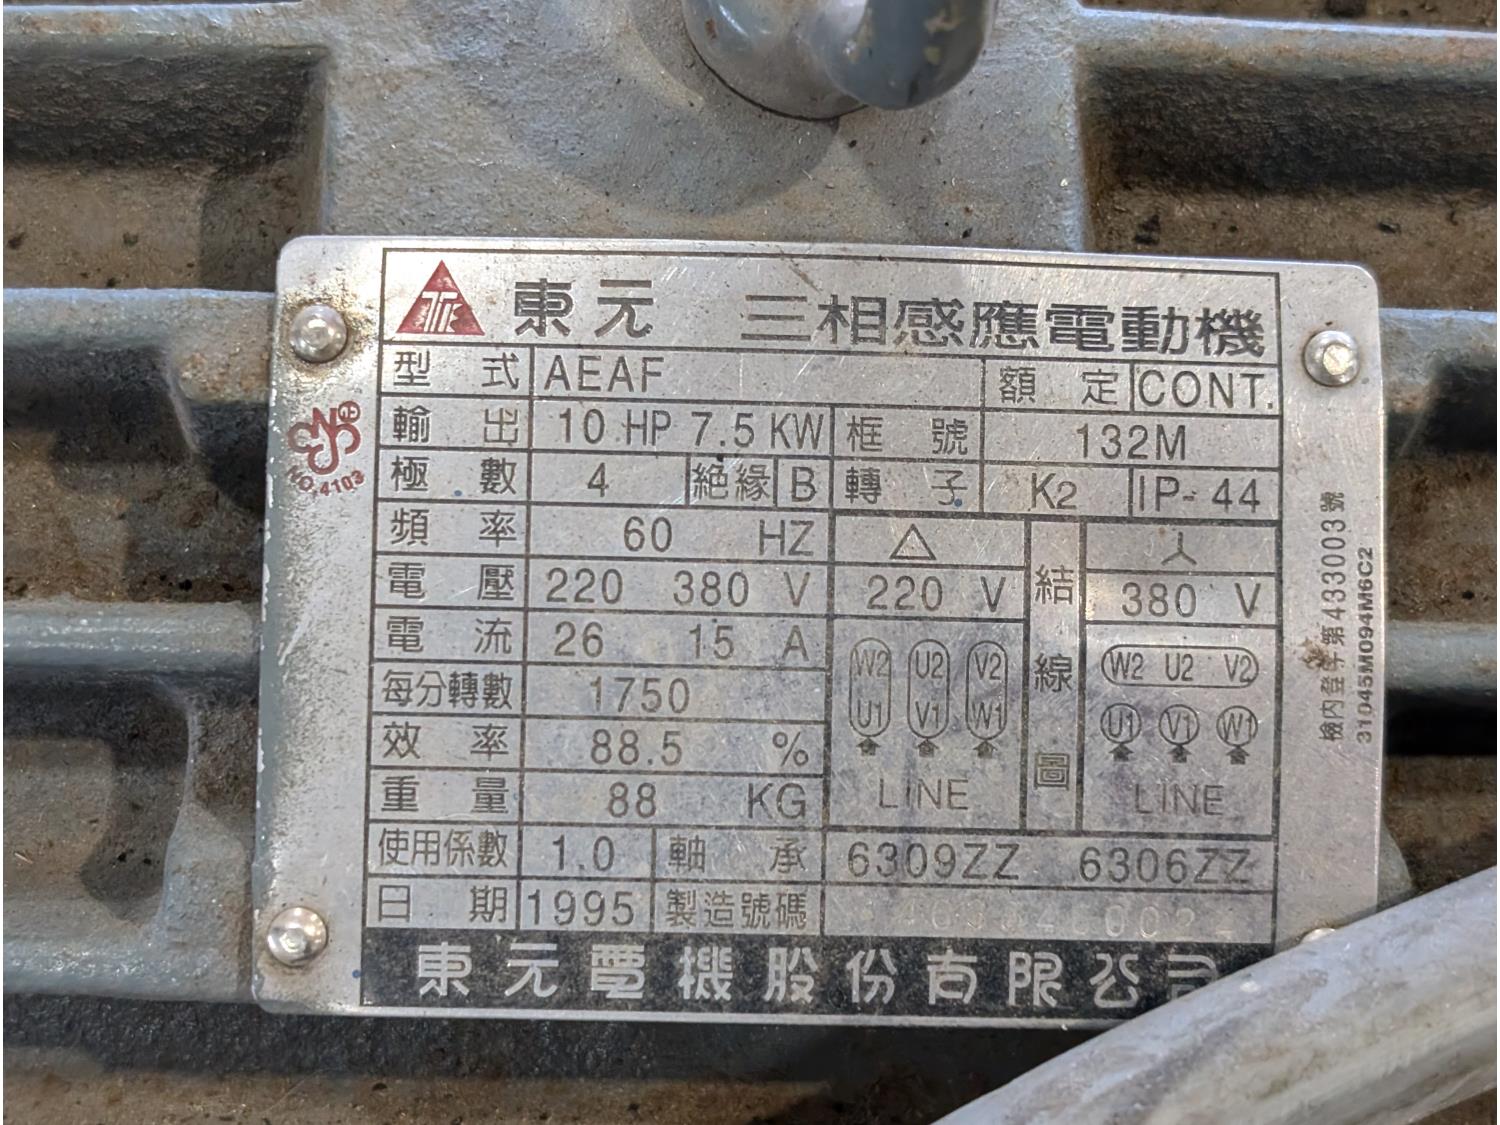 東元 三相感應電動機
型式 AEAF 額定 CONT.
輸出 10 HP 7.5 KW 框號 132M
極數 4 絕緣 B 轉子 K2 IP-44
頻率 60 HZ △ 結線圖 人
電壓 220 380 V 220 V 380 V
電流 26 15 A W2 U2 V2 W2 U2 V2
每分轉數 1750 U1 V1 W1 U1 V1 W1
效率 88.5 %
重量 88 KG LINE LINE
使用係數 1.0 軸承 6309ZZ 6306ZZ
日期 1995 製造號碼
東元電機股份有限公司
NO.4103
機內登字第433003號
31045M094M6C2